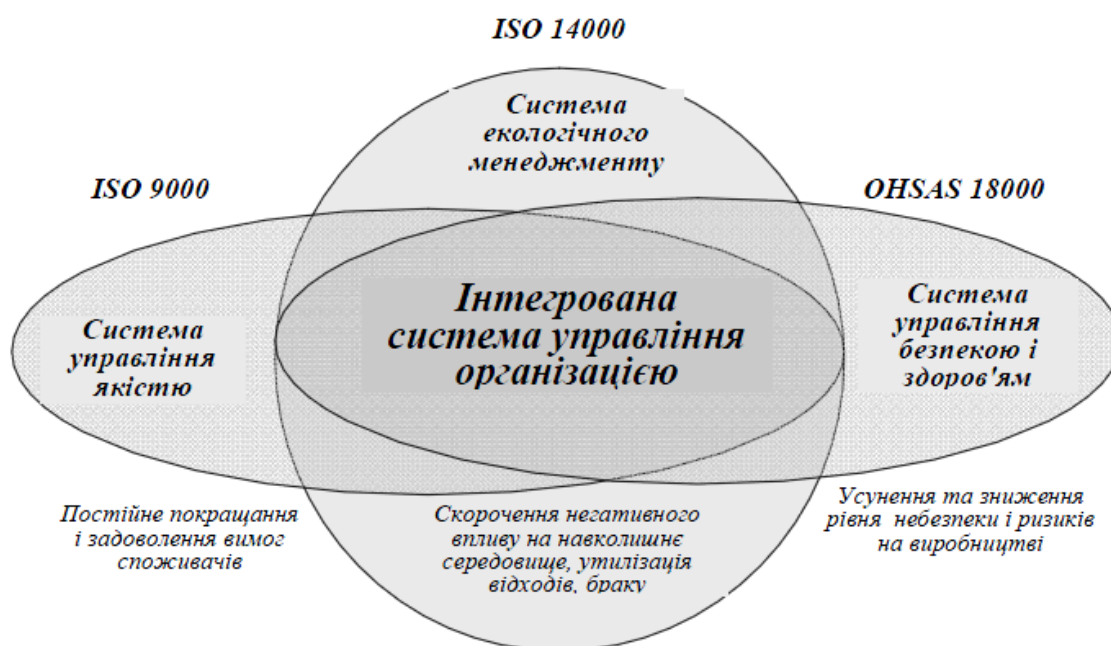 ISO 14000
Система
екологічного
менеджменту
ISO 9000
OHSAS 18000
Інтегрована
система управління
організацією
Система
управління
якістю
Система
управління
безпекою і
здоров'ям
Постійне покращання
і задоволення вимог
споживачів
Скорочення негативного
впливу на навколишнє
середовище, утилізація
відходів, браку
Усунення та зниження
рівня небезпеки і ризиків
на виробництві